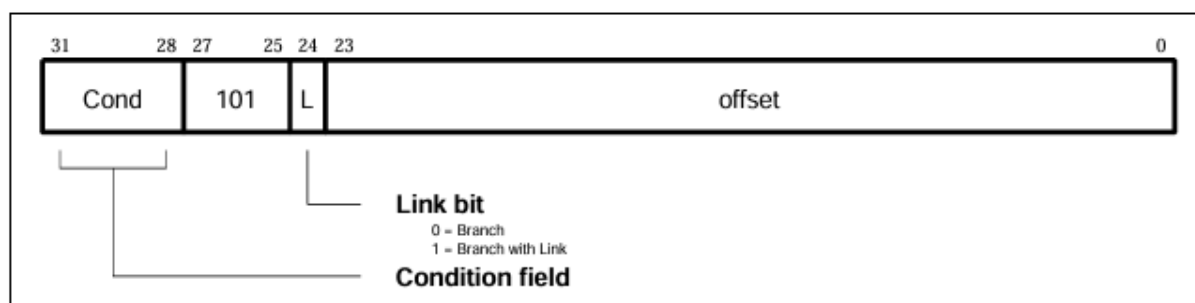 31 28 27 25 24 23 0
Cond 101 L offset
Link bit
0 = Branch
1 = Branch with Link
Condition field